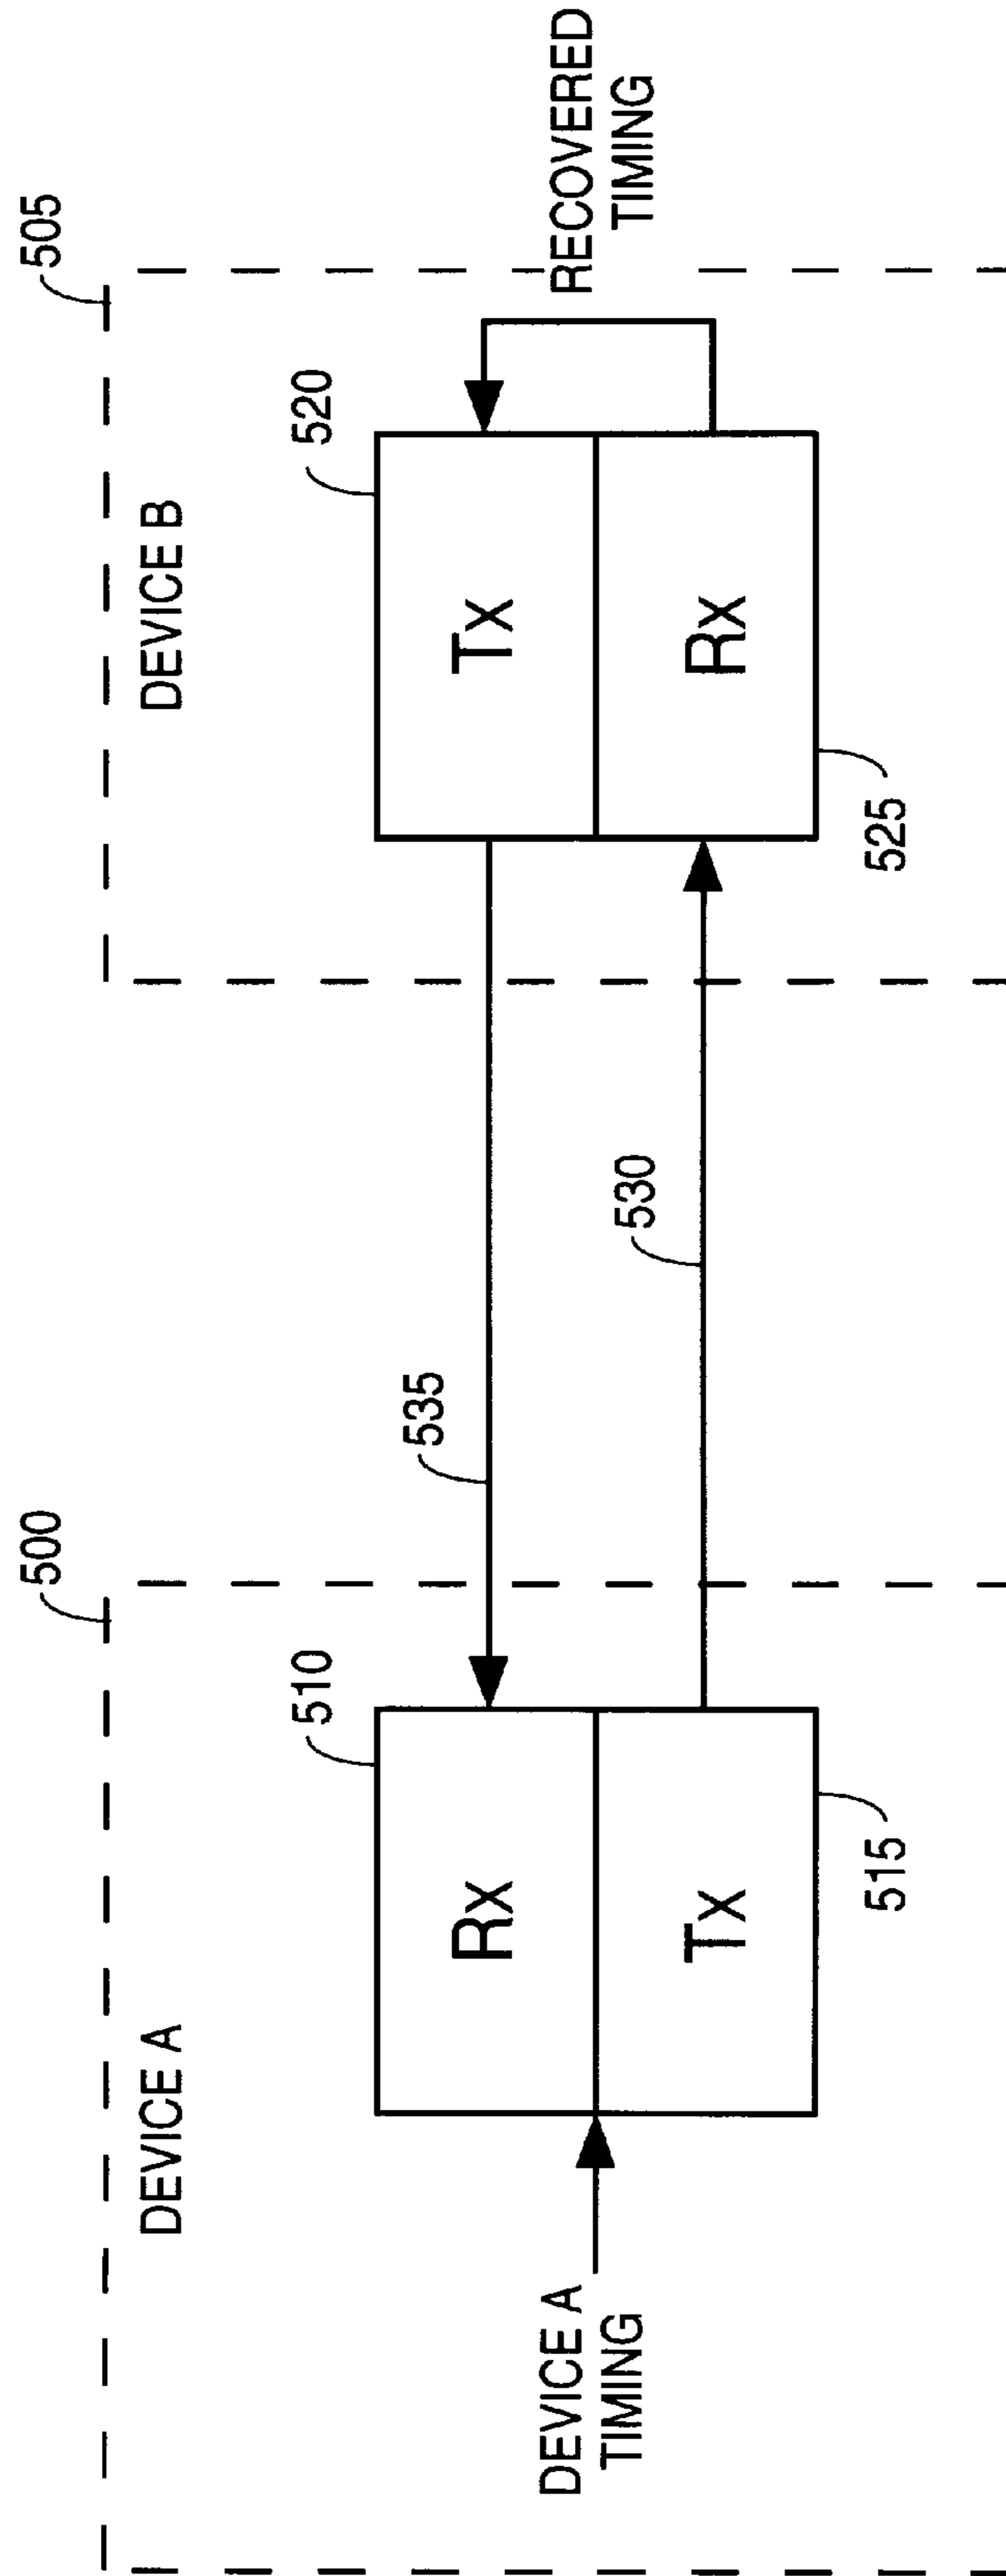 500
505
DEVICE A
DEVICE B
510
520
535
Rx
Tx
RECOVERED
TIMING
DEVICE A
TIMING
530
Tx
Rx
515
525